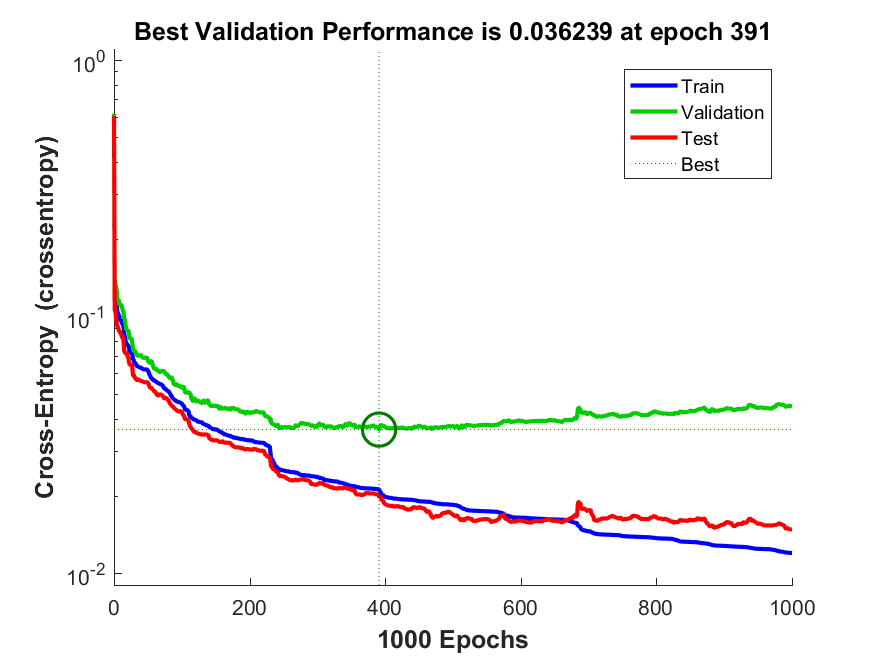 Best Validation Performance is 0.036239 at epoch 391
Cross-Entropy (crossentropy)
10^0
10^-1
10^-2
Train
Validation
Test
Best
0 200 400 600 800 1000
1000 Epochs